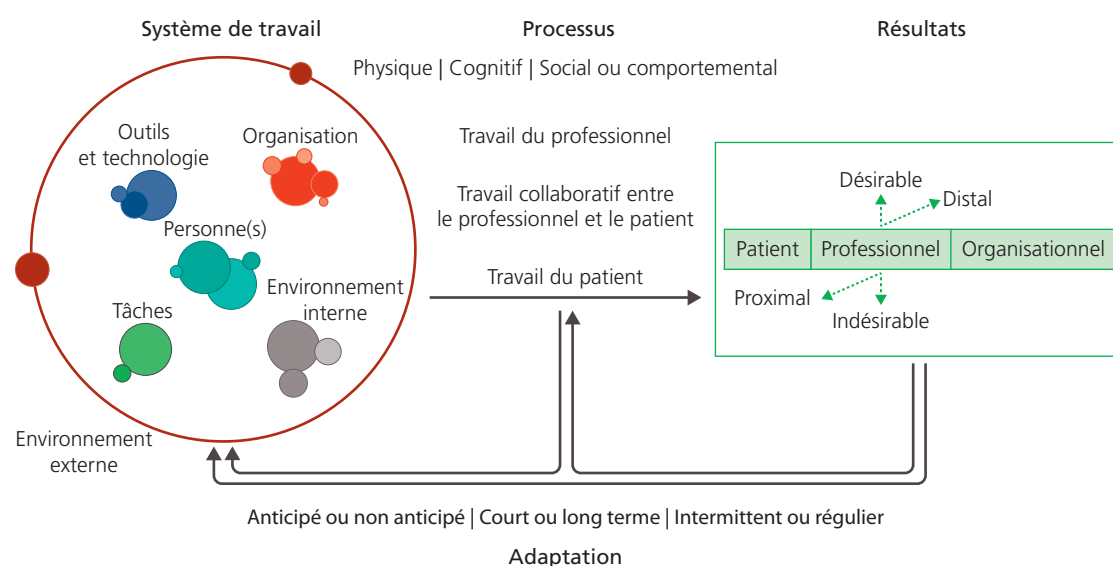 Système de travail
Processus
Résultats
Physique | Cognitif | Social ou comportemental
Outils
et technologie
Organisation
Personne(s)
Environnement
interne
Tâches
Environnement
externe
Travail du professionnel
Travail collaboratif entre
le professionnel et le patient
Travail du patient
Désirable
Distal
Patient
Professionnel
Organisationnel
Proximal
Indésirable
Anticipé ou non anticipé | Court ou long terme | Intermittent ou régulier
Adaptation